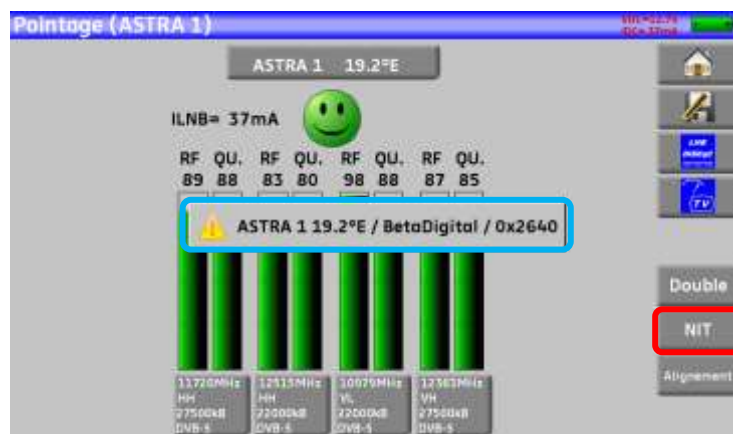 Pointage (ASTRA 1)
ASTRA 1 19.2°E
ILNB= 37mA
RF QU. RF QU. RF QU. RF QU.
89 88 83 80 98 88 87 85
ASTRA 1 19.2°E / BetaDigital / 0x2640
TV
Double
NIT
Alignement
11720MHz
HH
27500kB
DVB-S
12515MHz
HH
22000kB
DVB-S
VL
22000kB
DVB-S
VH
27500kB
DVB-S